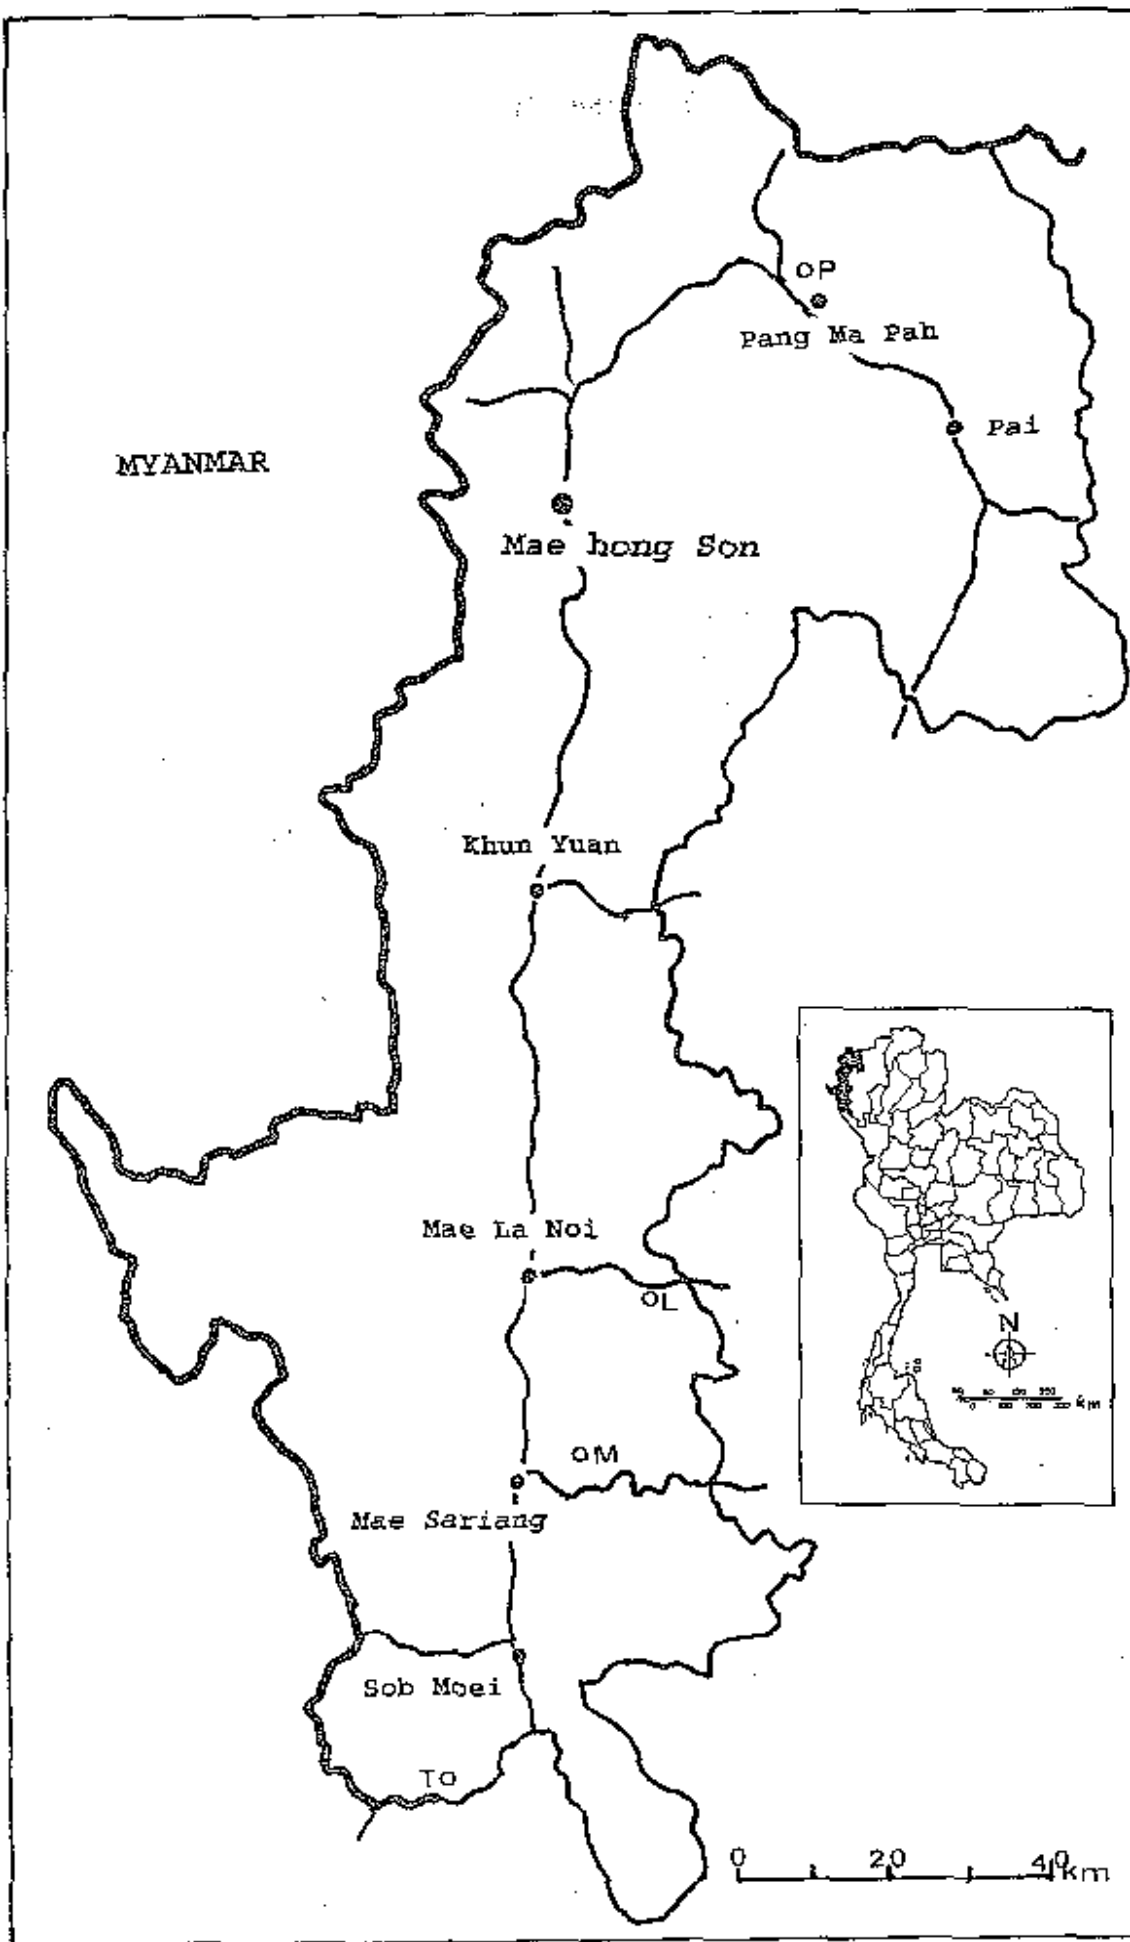 oP
Pang Ma Pah
Pai
MYANMAR
Mae hong Son
Khun Yuan
Mae La Noi
oL
oM
Mae Sariang
Sob Moei
To
N
km
0 20 40 km